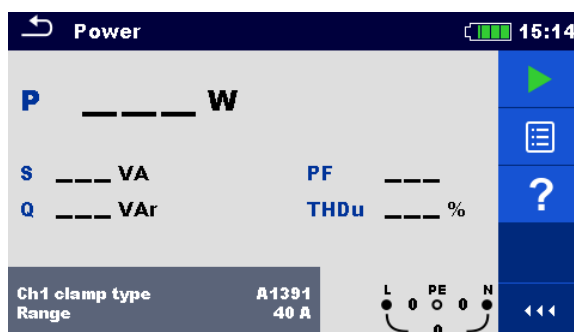 Power 15:14
P ___ W
S ___ VA PF ___
Q ___ VAr THDu ___ %
?
Ch1 clamp type A1391
Range 40 A
L PE N
0 0
0